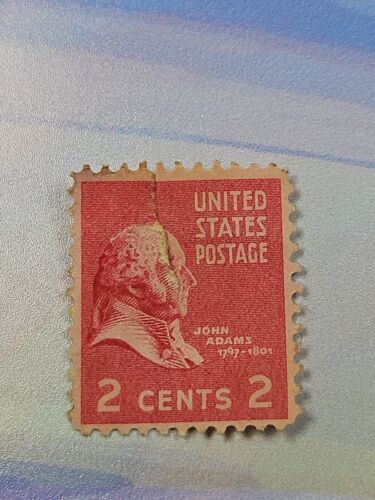 UNITED
STATES
POSTAGE
JOHN
ADAMS
1797-1801
2 CENTS 2